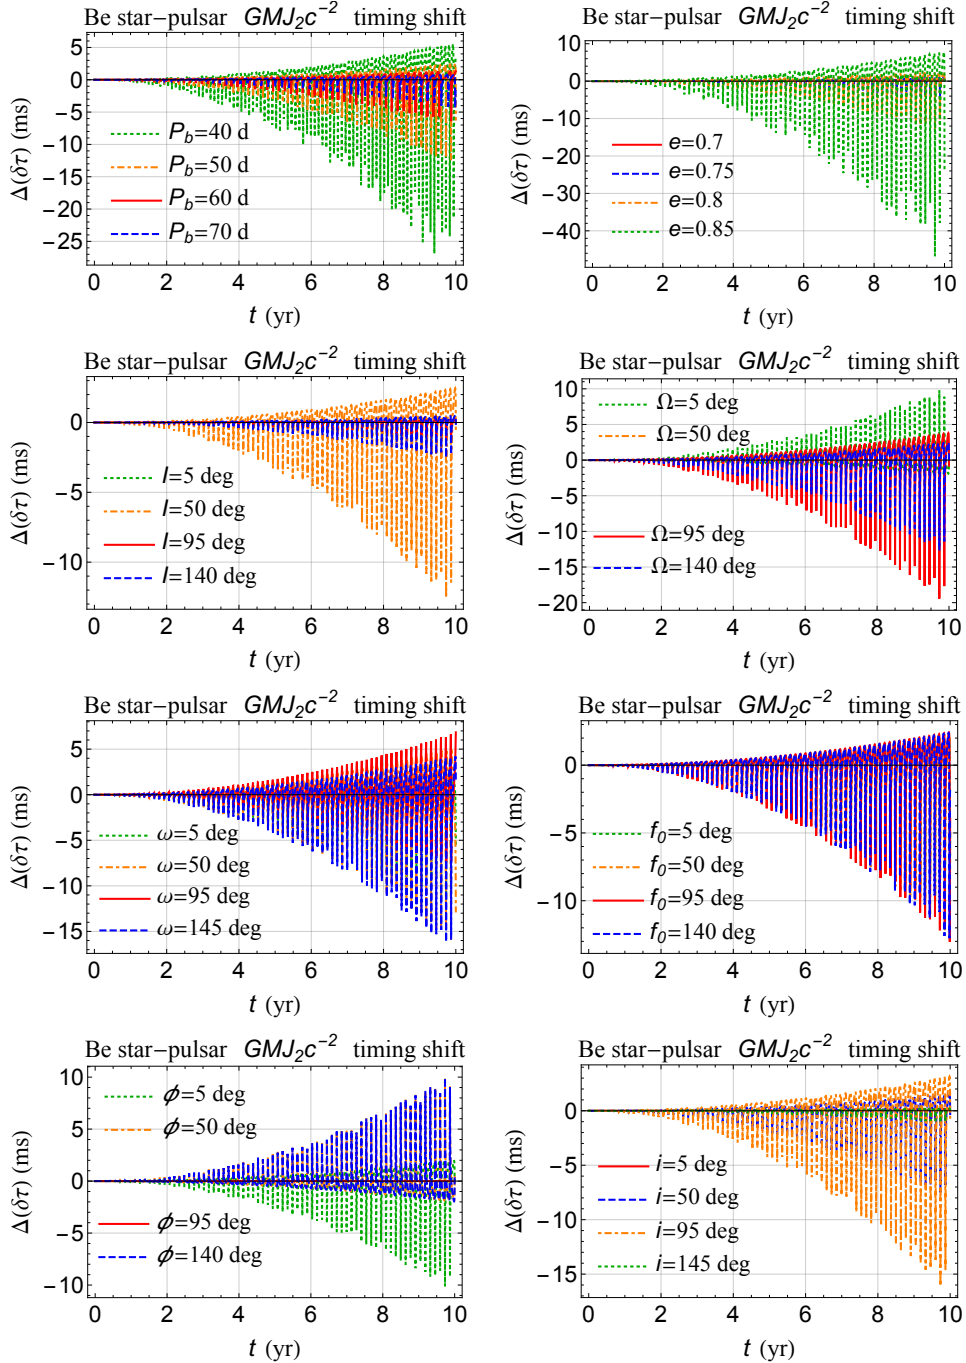 Be star−pulsar GMJ₂c⁻² timing shift
Δ(δτ) (ms)
5
0
−5
−10
−15
−20
−25
P_b=40 d
P_b=50 d
P_b=60 d
P_b=70 d
0 2 4 6 8 10
t (yr)
Be star−pulsar GMJ₂c⁻² timing shift
Δ(δτ) (ms)
10
0
−10
−20
−30
−40
e=0.7
e=0.75
e=0.8
e=0.85
0 2 4 6 8 10
t (yr)
Be star−pulsar GMJ₂c⁻² timing shift
Δ(δτ) (ms)
0
−5
−10
I=5 deg
I=50 deg
I=95 deg
I=140 deg
0 2 4 6 8 10
t (yr)
Be star−pulsar GMJ₂c⁻² timing shift
Δ(δτ) (ms)
10
5
0
−5
−10
−15
−20
Ω=5 deg
Ω=50 deg
Ω=95 deg
Ω=140 deg
0 2 4 6 8 10
t (yr)
Be star−pulsar GMJ₂c⁻² timing shift
Δ(δτ) (ms)
5
0
−5
−10
−15
ω=5 deg
ω=50 deg
ω=95 deg
ω=145 deg
0 2 4 6 8 10
t (yr)
Be star−pulsar GMJ₂c⁻² timing shift
Δ(δτ) (ms)
0
−5
−10
f₀=5 deg
f₀=50 deg
f₀=95 deg
f₀=140 deg
0 2 4 6 8 10
t (yr)
Be star−pulsar GMJ₂c⁻² timing shift
Δ(δτ) (ms)
10
5
0
−5
−10
ϕ=5 deg
ϕ=50 deg
ϕ=95 deg
ϕ=140 deg
0 2 4 6 8 10
t (yr)
Be star−pulsar GMJ₂c⁻² timing shift
Δ(δτ) (ms)
0
−5
−10
−15
i=5 deg
i=50 deg
i=95 deg
i=145 deg
0 2 4 6 8 10
t (yr)